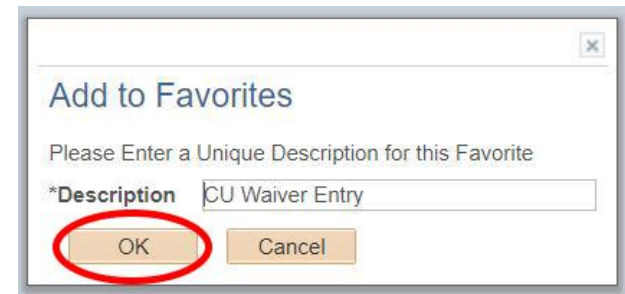 Add to Favorites
Please Enter a Unique Description for this Favorite
*Description CU Waiver Entry
OK Cancel